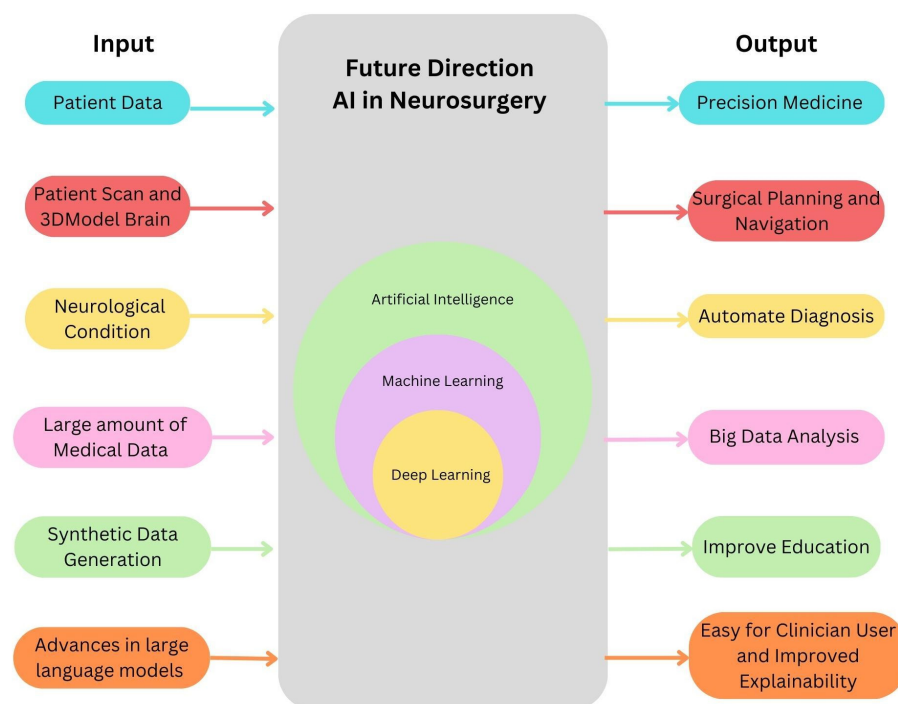 Input
Future Direction
AI in Neurosurgery
Output
Patient Data
Precision Medicine
Patient Scan and
3DModel Brain
Surgical Planning and
Navigation
Neurological
Condition
Artificial Intelligence
Automate Diagnosis
Machine Learning
Large amount of
Medical Data
Big Data Analysis
Deep Learning
Synthetic Data
Generation
Improve Education
Advances in large
language models
Easy for Clinician User
and Improved
Explainability